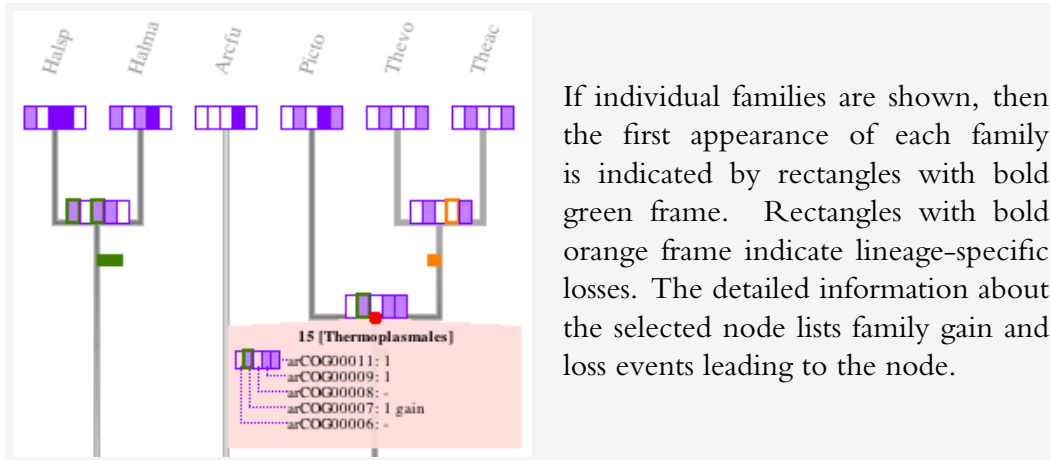 Halsp
Halma
Arcfu
Picto
Thevo
Theac
15 [Thermoplasmales]
arCOG00011: 1
arCOG00009: 1
arCOG00008: -
arCOG00007: 1 gain
arCOG00006: -
If individual families are shown, then
the first appearance of each family
is indicated by rectangles with bold
green frame. Rectangles with bold
orange frame indicate lineage-specific
losses. The detailed information about
the selected node lists family gain and
loss events leading to the node.